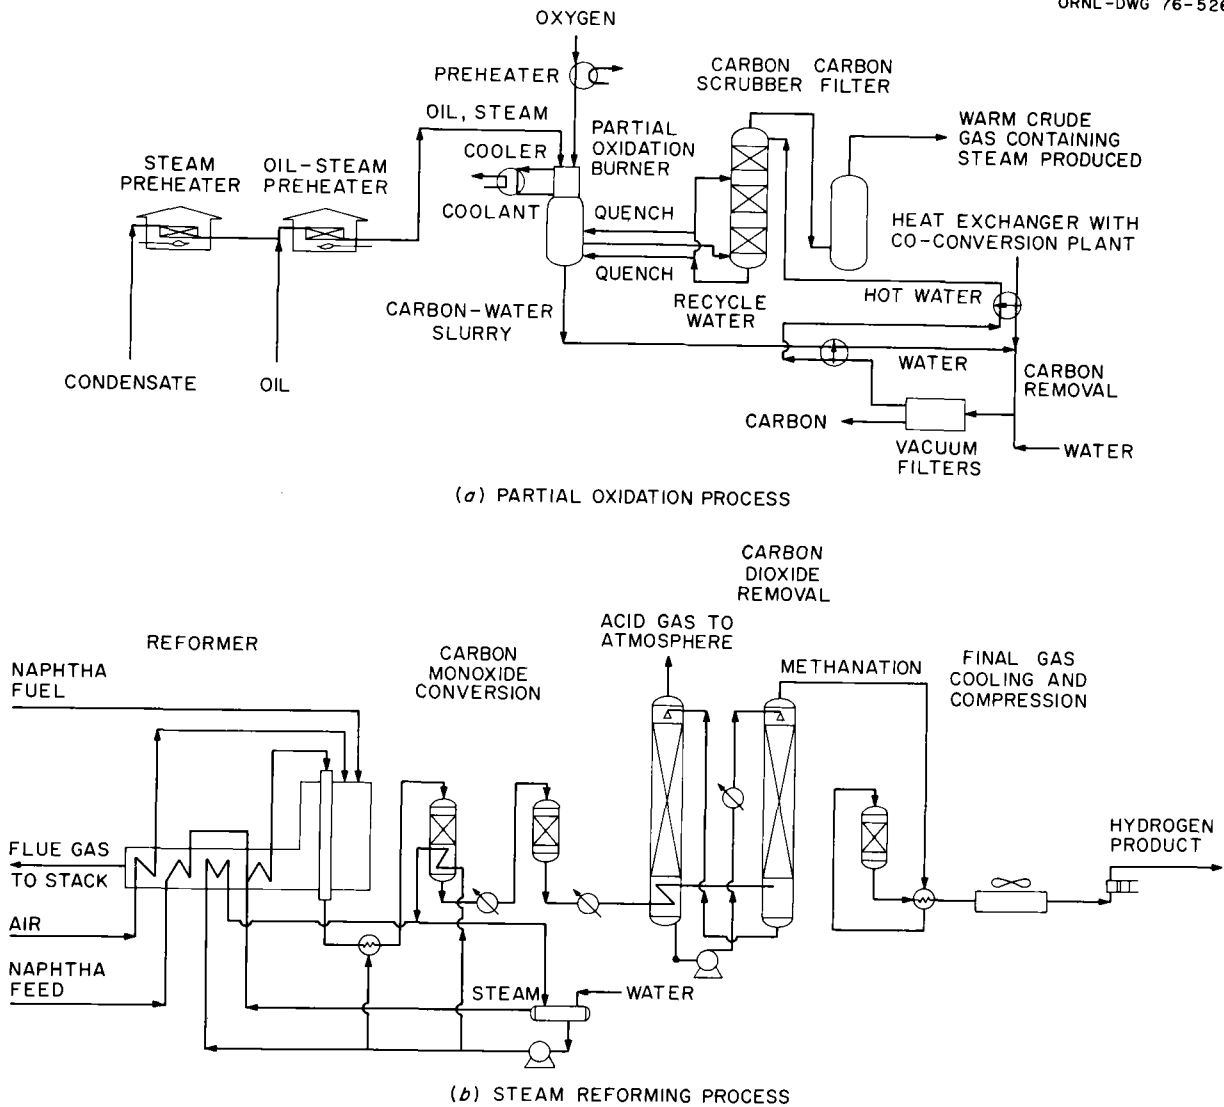 ORNL-DWG 76-526
OXYGEN
PREHEATER
CARBON CARBON
SCRUBBER FILTER
OIL, STEAM
PARTIAL
OXIDATION
BURNER
WARM CRUDE
GAS CONTAINING
STEAM PRODUCED
STEAM
PREHEATER
OIL-STEAM
PREHEATER
COOLER
COOLANT
QUENCH
QUENCH
HEAT EXCHANGER WITH
CO-CONVERSION PLANT
HOT WATER
RECYCLE
WATER
CARBON-WATER
SLURRY
WATER
CARBON
REMOVAL
CONDENSATE
OIL
CARBON
VACUUM
FILTERS
WATER
(a) PARTIAL OXIDATION PROCESS
CARBON
DIOXIDE
REMOVAL
ACID GAS TO
ATMOSPHERE
REFORMER
CARBON
MONOXIDE
CONVERSION
METHANATION
FINAL GAS
COOLING AND
COMPRESSION
NAPHTHA
FUEL
FLUE GAS
TO STACK
HYDROGEN
PRODUCT
AIR
NAPHTHA
FEED
STEAM
WATER
(b) STEAM REFORMING PROCESS